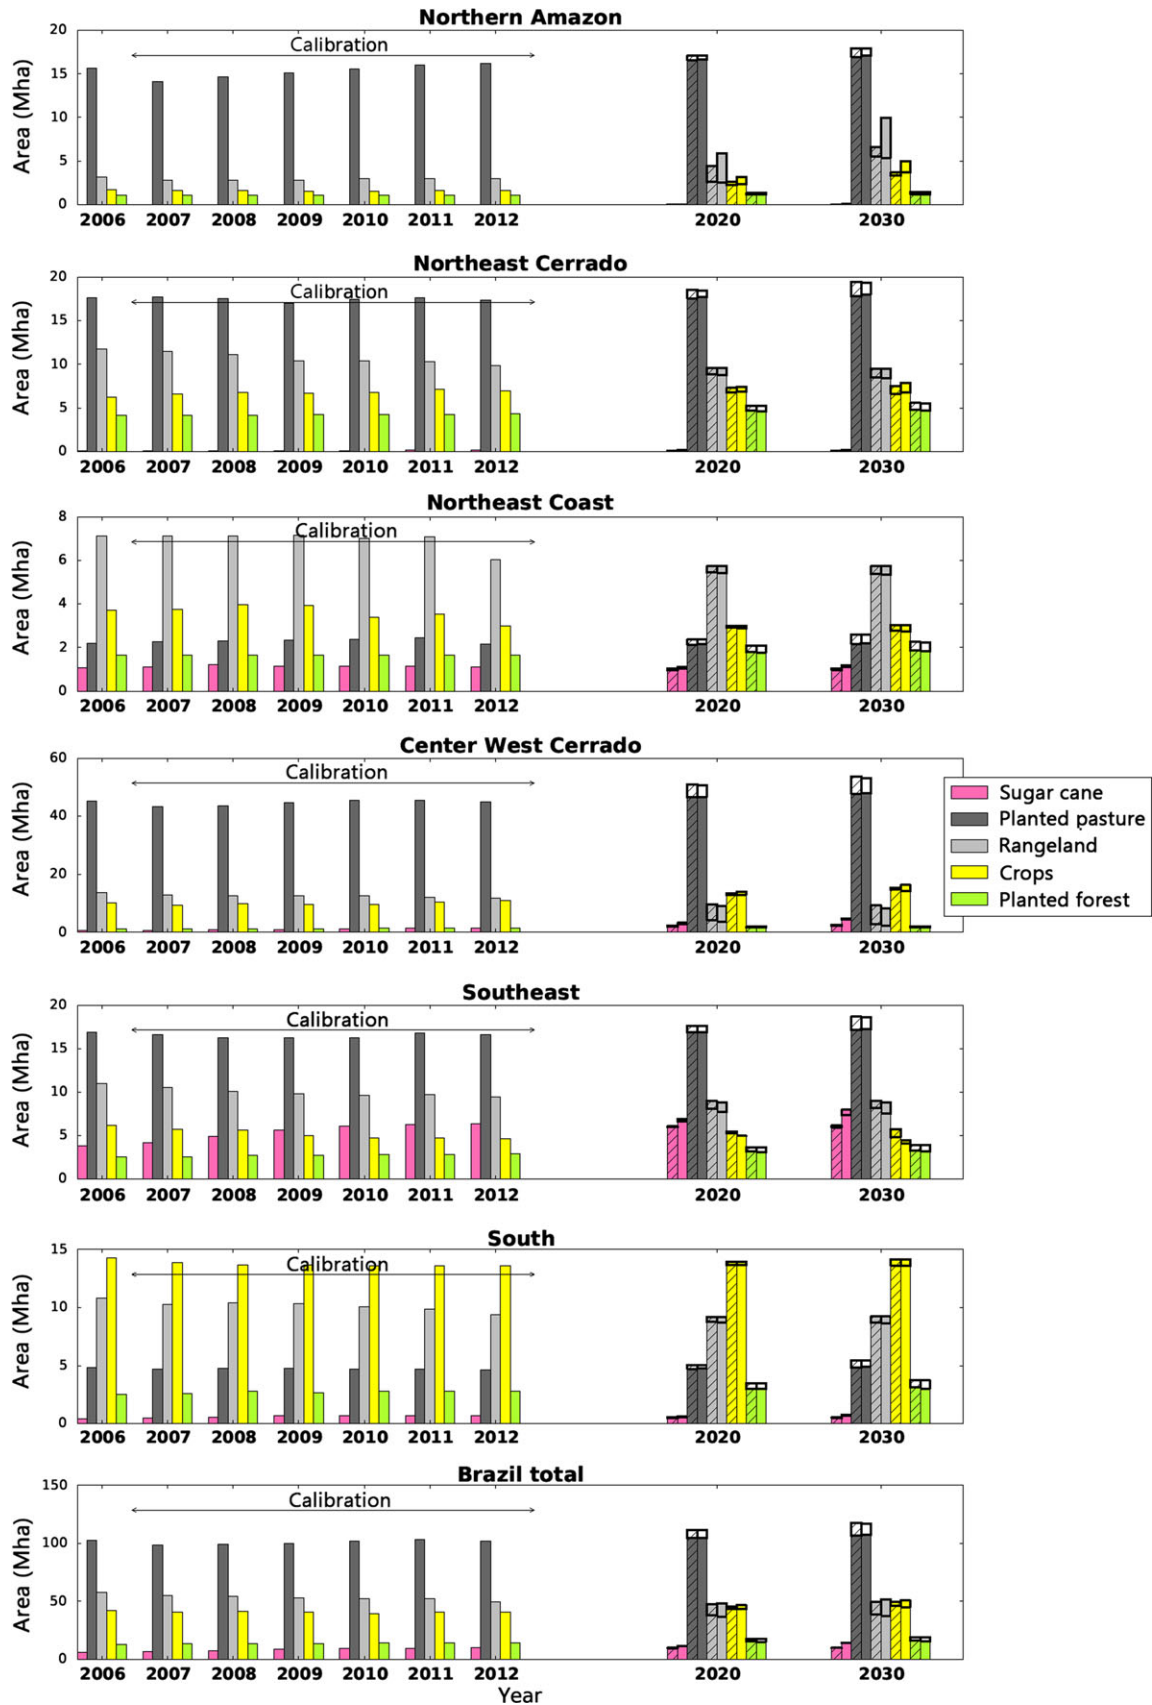 Northern Amazon
20
15
10
5
0
Area (Mha)
Calibration
2006 2007 2008 2009 2010 2011 2012 2020 2030
Northeast Cerrado
20
15
10
5
0
Area (Mha)
Calibration
2006 2007 2008 2009 2010 2011 2012 2020 2030
Northeast Coast
8
6
4
2
0
Area (Mha)
Calibration
2006 2007 2008 2009 2010 2011 2012 2020 2030
Center West Cerrado
60
40
20
0
Area (Mha)
Calibration
2006 2007 2008 2009 2010 2011 2012 2020 2030
Sugar cane
Planted pasture
Rangeland
Crops
Planted forest
Southeast
20
15
10
5
0
Area (Mha)
Calibration
2006 2007 2008 2009 2010 2011 2012 2020 2030
South
15
10
5
0
Area (Mha)
Calibration
2006 2007 2008 2009 2010 2011 2012 2020 2030
Brazil total
150
100
50
0
Area (Mha)
Calibration
2006 2007 2008 2009 2010 2011 2012 2020 2030
Year